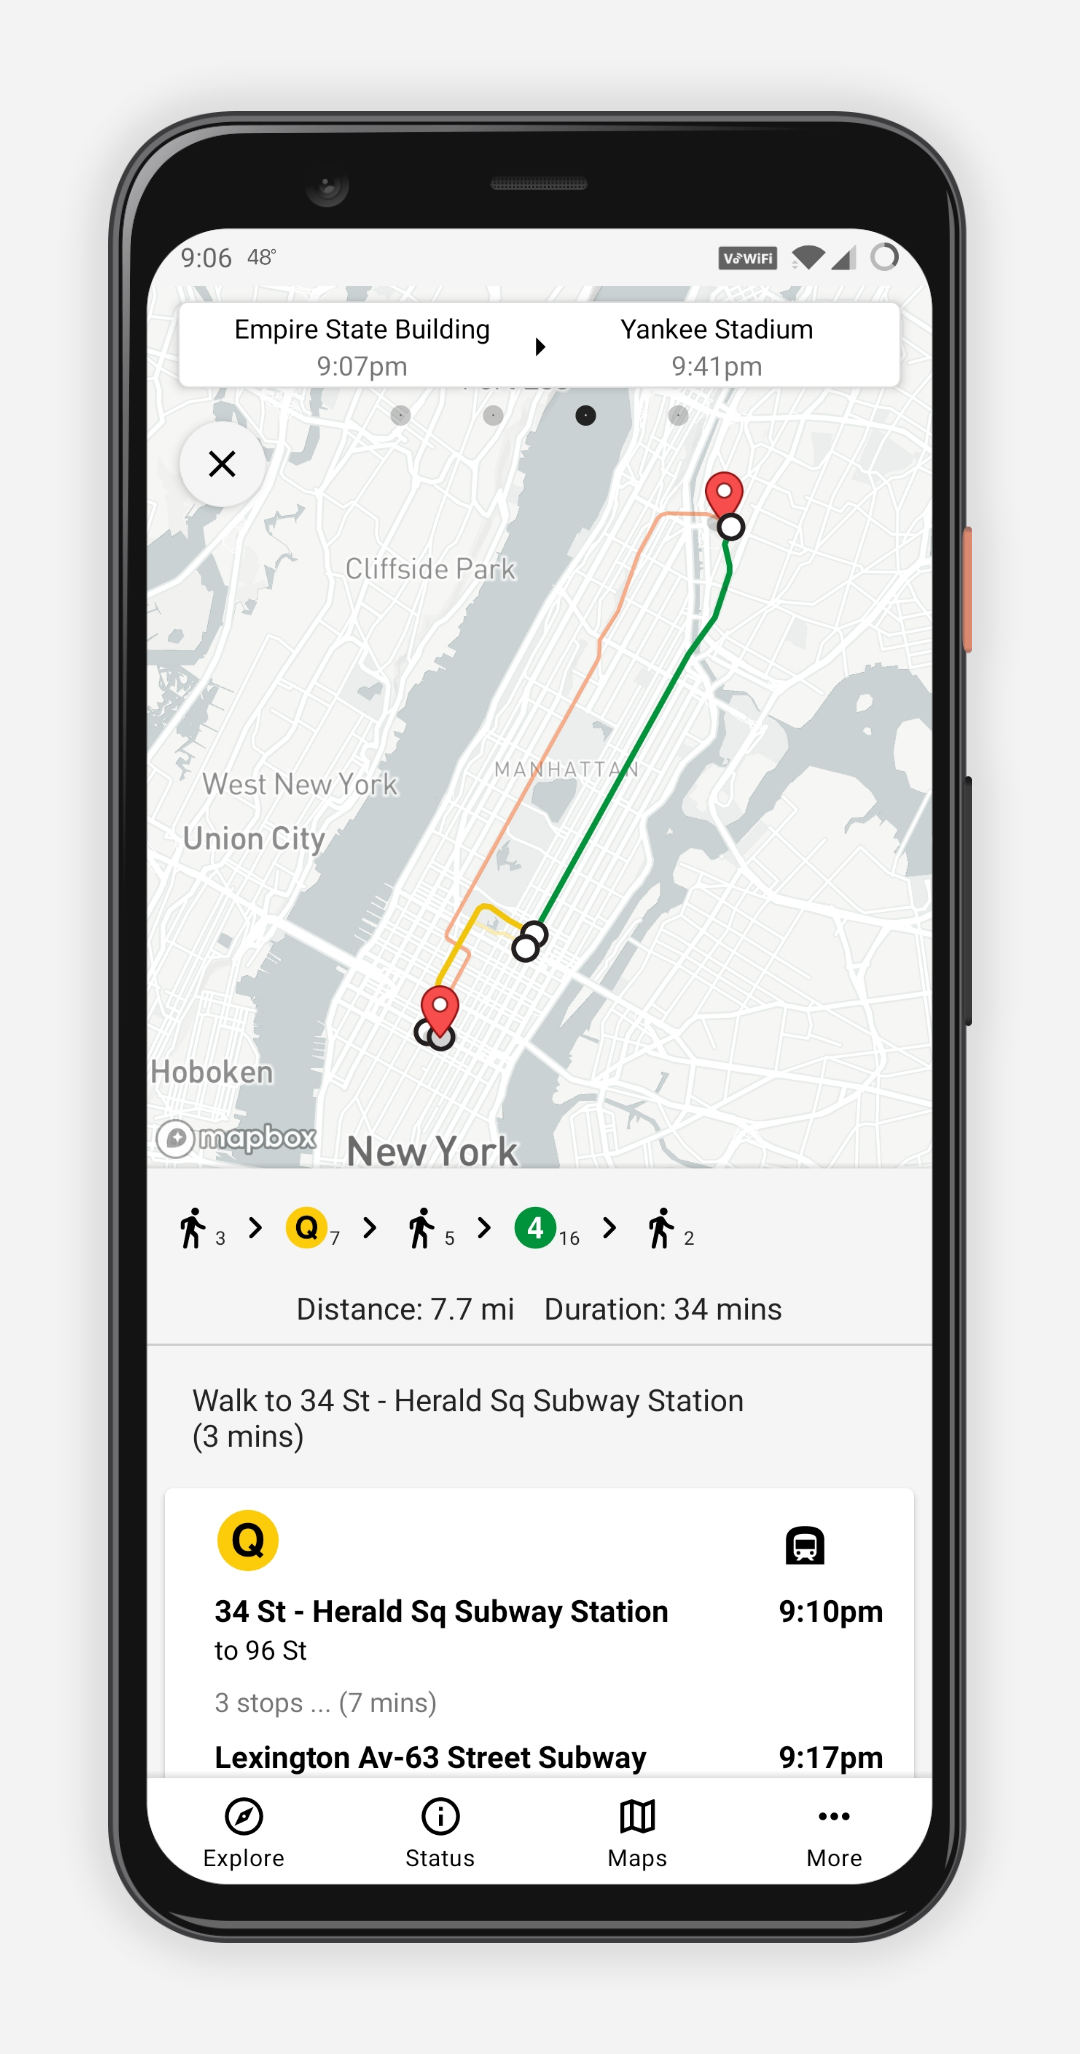 9:06 48° VoWiFi
Empire State Building
9:07pm
Yankee Stadium
9:41pm
Cliffside Park
MANHATTAN
West New York
Union City
Hoboken
mapbox
New York
3 Q 7 5 4 16 2
Distance: 7.7 mi Duration: 34 mins
Walk to 34 St - Herald Sq Subway Station
(3 mins)
Q
34 St - Herald Sq Subway Station 9:10pm
to 96 St
3 stops ... (7 mins)
Lexington Av-63 Street Subway 9:17pm
Explore Status Maps More